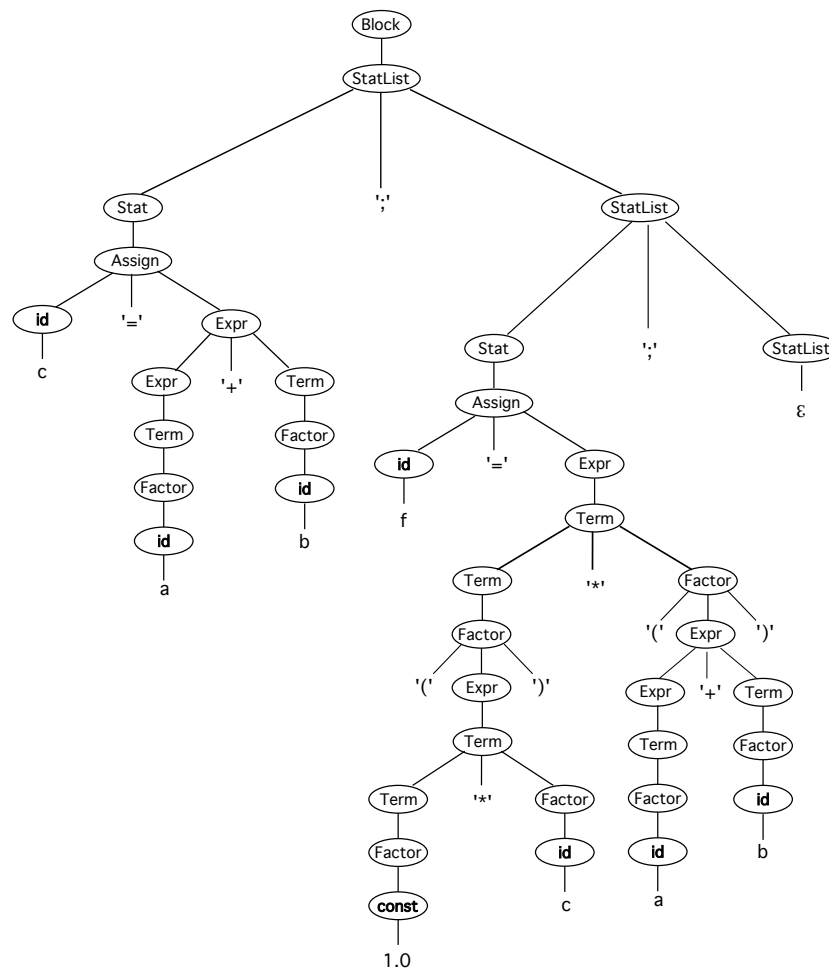 Block
StatList
Stat ';' StatList
Assign
id '=' Expr Stat ';' StatList
c Expr '+' Term Assign ε
Term Factor id '=' Expr
Factor id f Term
id b Term '*' Factor
a Factor '(' Expr ')'
'(' Expr ')' Expr '+' Term
Term Term Factor
Term '*' Factor Factor id
Factor id id b
const c a
1.0